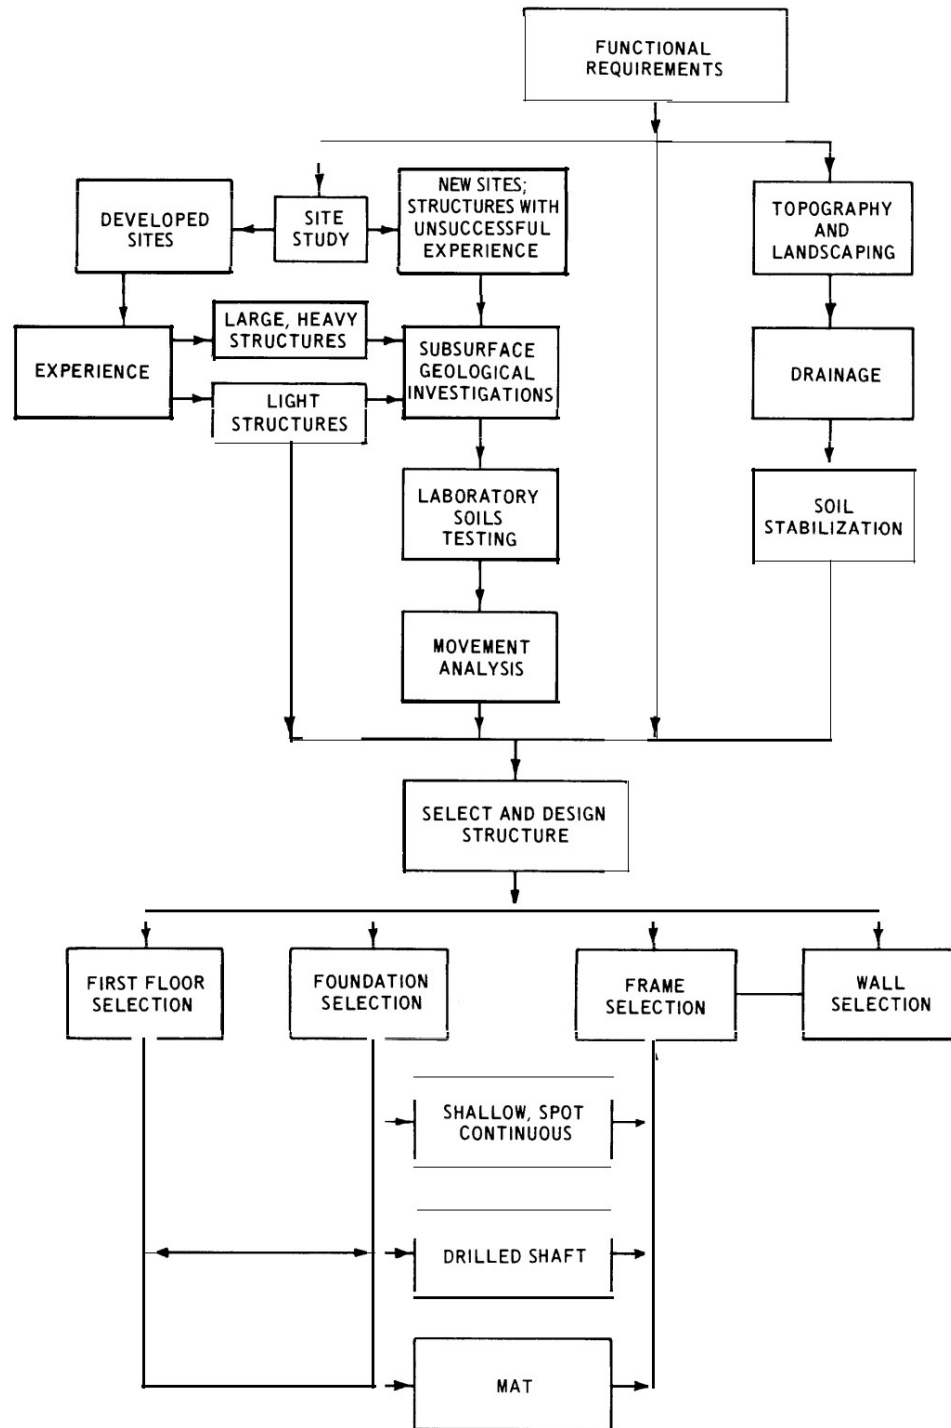 FUNCTIONAL
REQUIREMENTS
DEVELOPED
SITES
SITE
STUDY
NEW SITES;
STRUCTURES WITH
UNSUCCESSFUL
EXPERIENCE
TOPOGRAPHY
AND
LANDSCAPING
EXPERIENCE
LARGE, HEAVY
STRUCTURES
LIGHT
STRUCTURES
SUBSURFACE
GEOLOGICAL
INVESTIGATIONS
DRAINAGE
LABORATORY
SOILS
TESTING
SOIL
STABILIZATION
MOVEMENT
ANALYSIS
SELECT AND DESIGN
STRUCTURE
FIRST FLOOR
SELECTION
FOUNDATION
SELECTION
FRAME
SELECTION
WALL
SELECTION
SHALLOW, SPOT
CONTINUOUS
DRILLED SHAFT
MAT